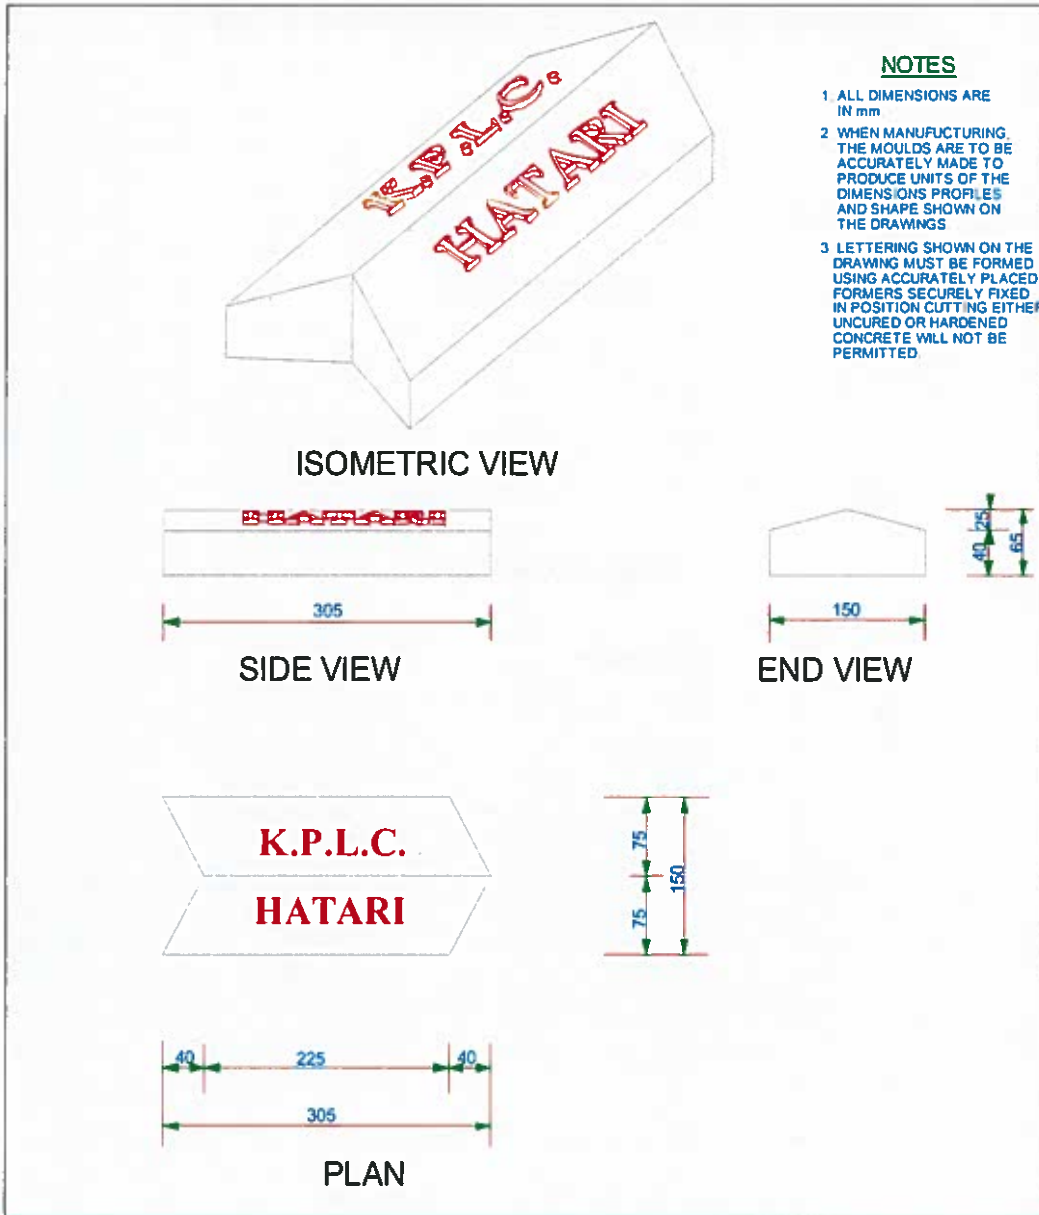 K.P.L.C.
HATARI
NOTES
1 ALL DIMENSIONS ARE
IN mm
2 WHEN MANUFUCTURING,
THE MOULDS ARE TO BE
ACCURATELY MADE TO
PRODUCE UNITS OF THE
DIMENSIONS PROFILES
AND SHAPE SHOWN ON
THE DRAWINGS
3 LETTERING SHOWN ON THE
DRAWING MUST BE FORMED
USING ACCURATELY PLACED
FORMERS SECURELY FIXED
IN POSITION CUTTING EITHER
UNCURED OR HARDENED
CONCRETE WILL NOT BE
PERMITTED.
ISOMETRIC VIEW
HATARI
305
SIDE VIEW
25
40
65
150
END VIEW
K.P.L.C.
HATARI
75
75
150
40 225 40
305
PLAN